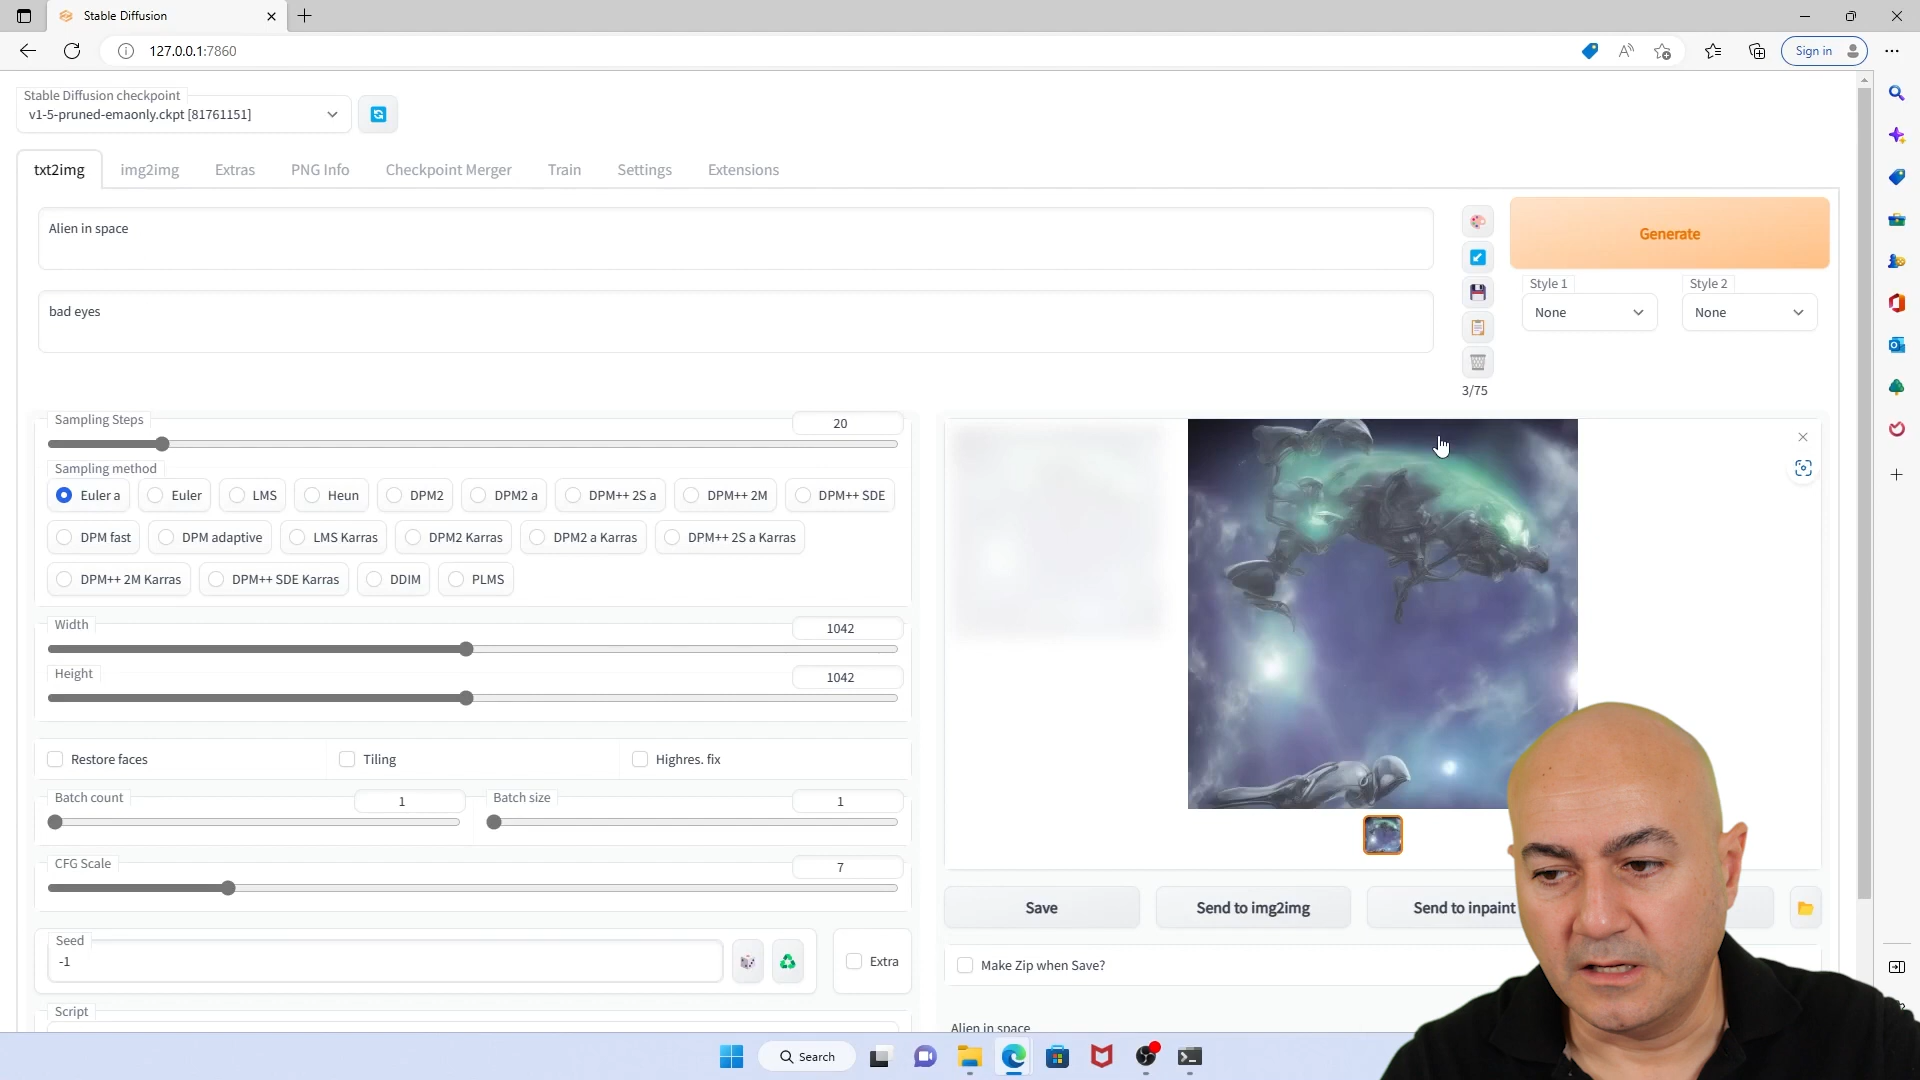 Stable Diffusion
127.0.0.1:7860
Sign in
Stable Diffusion checkpoint
v1-5-pruned-emaonly.ckpt [81761151]
txt2img
img2img
Extras
PNG Info
Checkpoint Merger
Train
Settings
Extensions
Alien in space
Generate
Style 1
Style 2
None
None
bad eyes
3/75
Sampling Steps
20
Sampling method
Euler a
Euler
LMS
Heun
DPM2
DPM2 a
DPM++ 2S a
DPM++ 2M
DPM++ SDE
DPM fast
DPM adaptive
LMS Karras
DPM2 Karras
DPM2 a Karras
DPM++ 2S a Karras
DPM++ 2M Karras
DPM++ SDE Karras
DDIM
PLMS
Width
1042
Height
1042
Restore faces
Tiling
Highres. fix
Batch count
1
Batch size
1
CFG Scale
7
Seed
-1
Extra
Script
Save
Send to img2img
Send to inpaint
Make Zip when Save?
Alien in space
Search